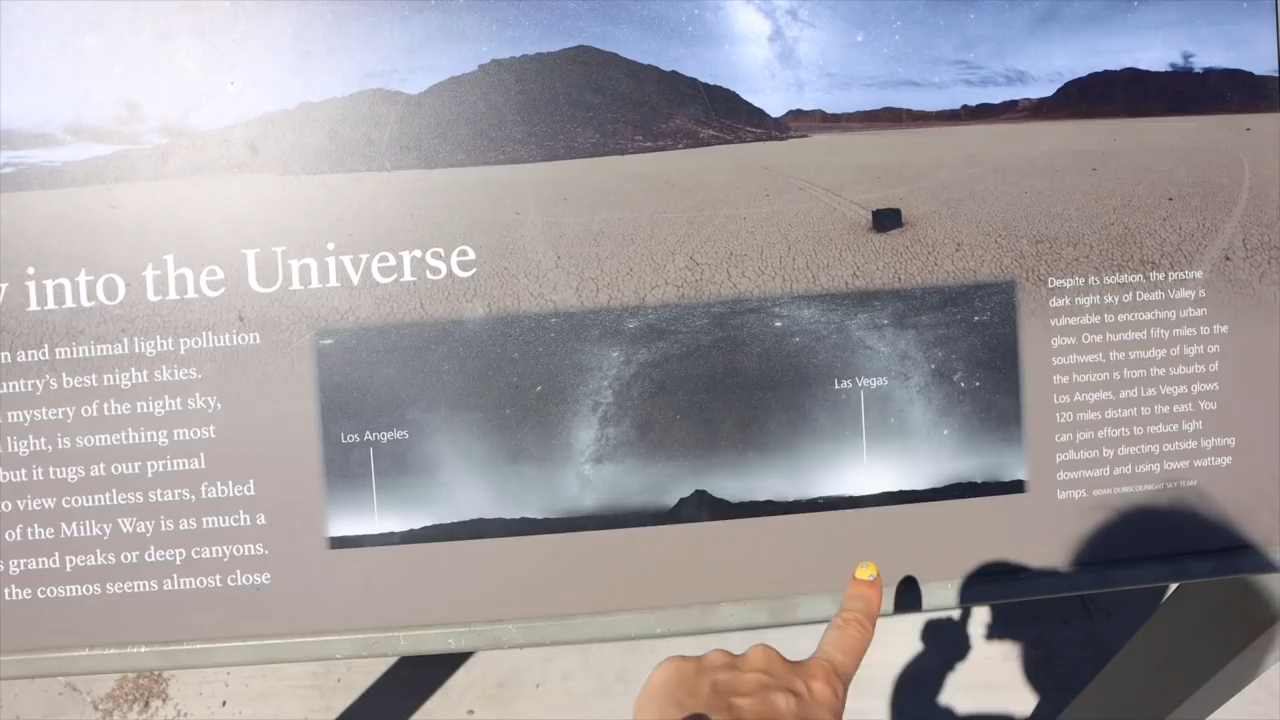 into the Universe
and minimal light pollution
best night skies.
mystery of the night sky,
light, is something most
but it tugs at our primal
view countless stars, fabled
of the Milky Way is as much a
grand peaks or deep canyons.
the cosmos seems almost close
Los Angeles
Las Vegas
Despite its isolation, the pristine
dark night sky of Death Valley is
vulnerable to encroaching urban
glow. One hundred fifty miles to the
southwest, the smudge of light on
the horizon is from the suburbs of
Los Angeles, and Las Vegas glows
120 miles distant to the east. You
can join efforts to reduce light
pollution by directing outside lighting
downward and using lower wattage
lamps. ©DAN DURISCOE/NIGHT SKY TEAM